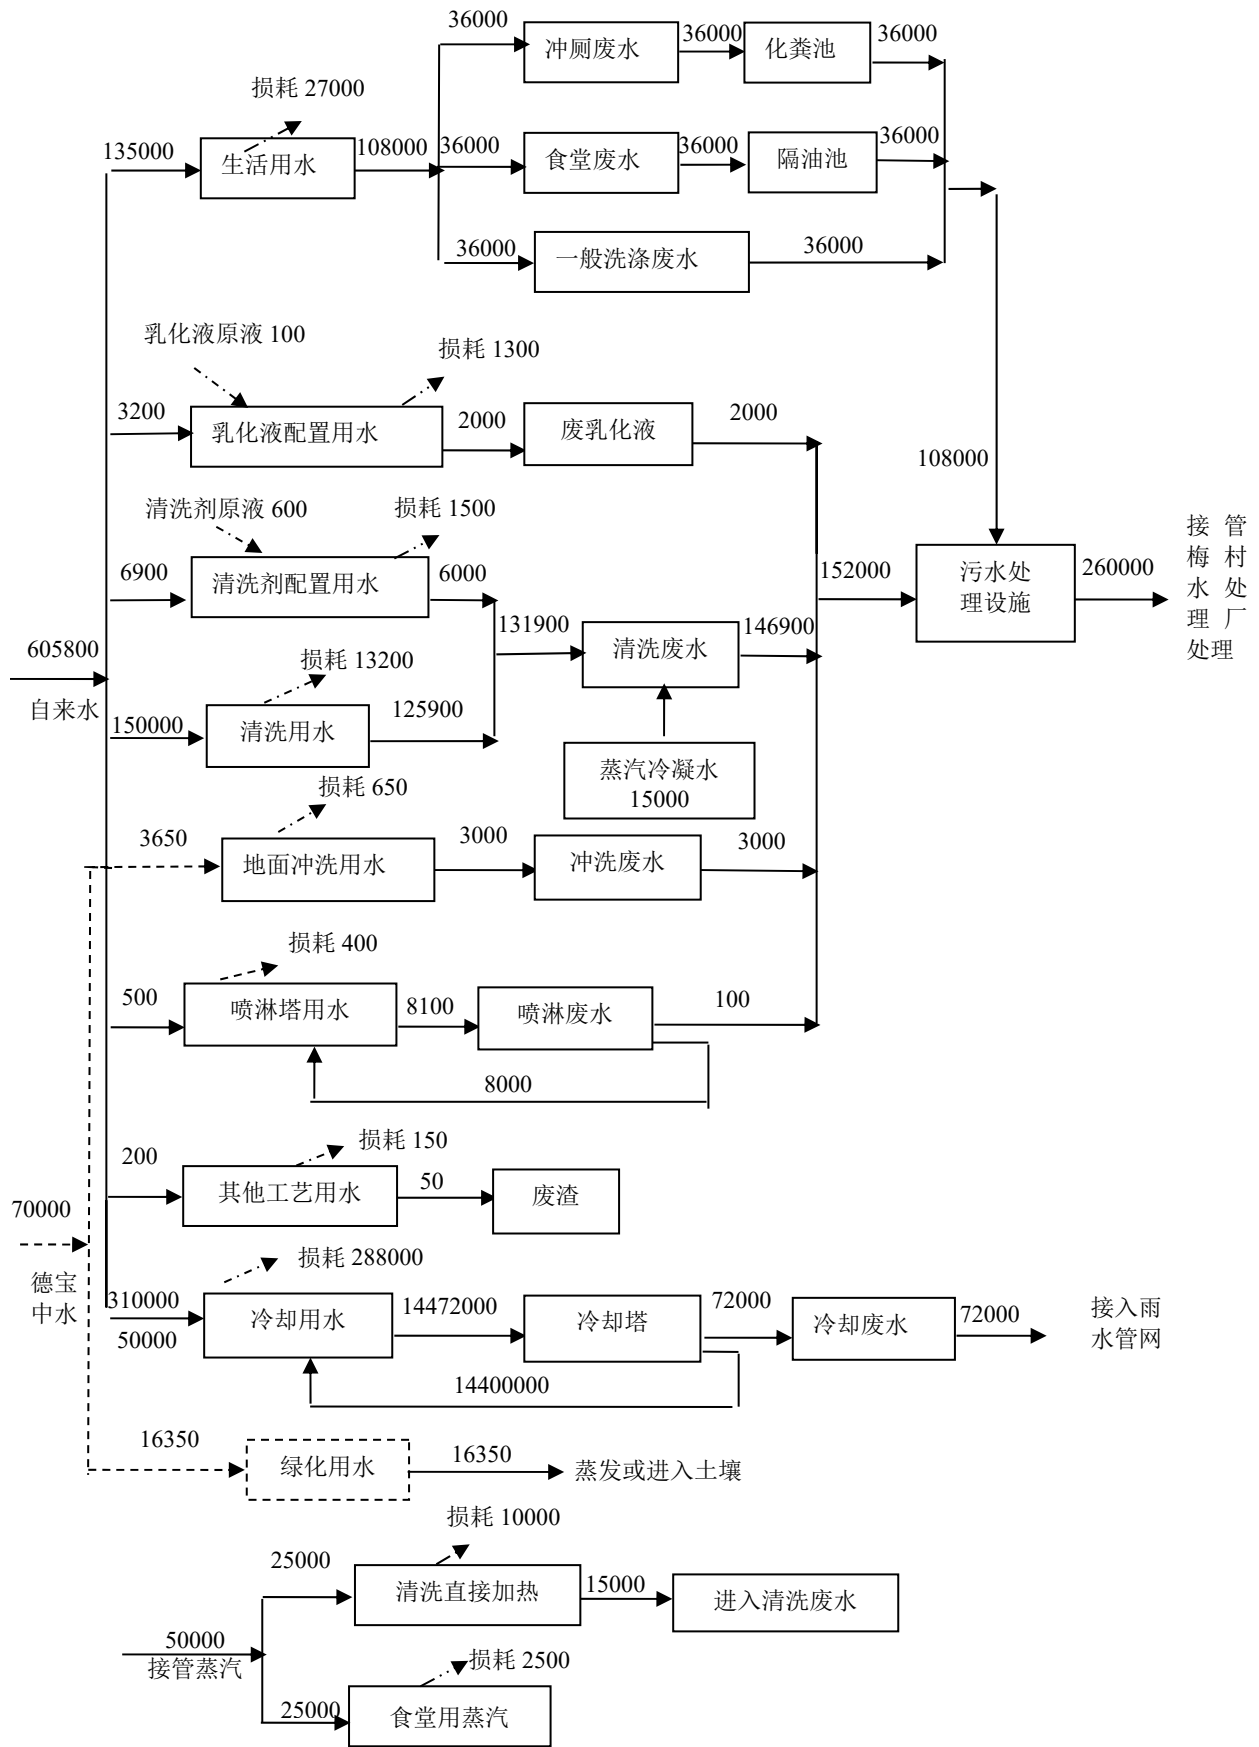 36000
冲厕废水
36000
化粪池
36000
损耗 27000
135000
生活用水
108000
36000
食堂废水
36000
隔油池
36000
36000
一般洗涤废水
36000
乳化液原液 100
损耗 1300
3200
乳化液配置用水
2000
废乳化液
2000
108000
清洗剂原液 600
损耗 1500
6900
清洗剂配置用水
6000
131900
清洗废水
146900
152000
污水处
理设施
260000
接 管
梅 村
水 处
理 厂
处理
605800
自来水
损耗 13200
150000
清洗用水
125900
蒸汽冷凝水
15000
损耗 650
3650
地面冲洗用水
3000
冲洗废水
3000
损耗 400
500
喷淋塔用水
8100
喷淋废水
100
8000
损耗 150
200
其他工艺用水
50
废渣
70000
德宝
中水
损耗 288000
310000
50000
冷却用水
14472000
冷却塔
72000
冷却废水
72000
接入雨
水管网
14400000
16350
绿化用水
16350
蒸发或进入土壤
损耗 10000
25000
清洗直接加热
15000
进入清洗废水
50000
接管蒸汽
损耗 2500
25000
食堂用蒸汽